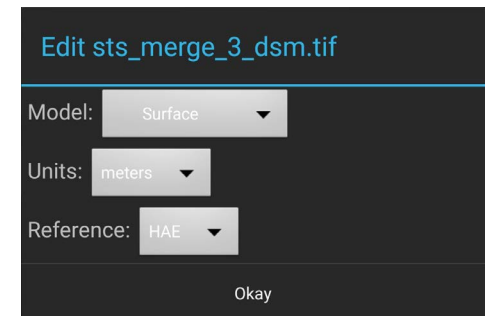 Edit sts_merge_3_dsm.tif
Model: Surface
Units: meters
Reference: HAE
Okay